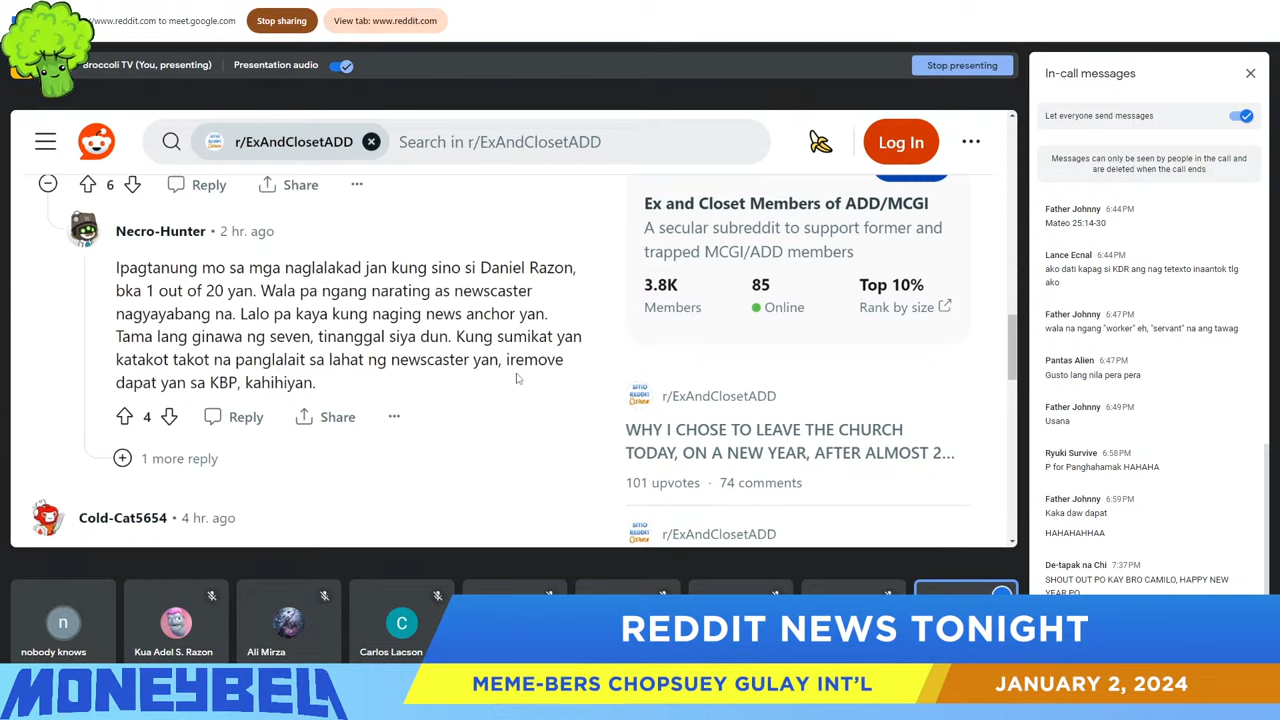 /www.reddit.com to meet.google.com
Stop sharing
View tab: www.reddit.com
Broccoli TV (You, presenting)
Presentation audio
Stop presenting
r/ExAndClosetADD
Search in r/ExAndClosetADD
Log In
6
Reply
Share
Necro-Hunter • 2 hr. ago
Ipagtanung mo sa mga naglalakad jan kung sino si Daniel Razon,
bka 1 out of 20 yan. Wala pa ngang narating as newscaster
nagyayabang na. Lalo pa kaya kung naging news anchor yan.
Tama lang ginawa ng seven, tinanggal siya dun. Kung sumikat yan
katakot takot na panglalait sa lahat ng newscaster yan, iremove
dapat yan sa KBP, kahihiyan.
4
Reply
Share
1 more reply
Cold-Cat5654 • 4 hr. ago
Ex and Closet Members of ADD/MCGI
A secular subreddit to support former and
trapped MCGI/ADD members
3.8K
85
Top 10%
Members
Online
Rank by size
r/ExAndClosetADD
WHY I CHOSE TO LEAVE THE CHURCH
TODAY, ON A NEW YEAR, AFTER ALMOST 2...
101 upvotes · 74 comments
r/ExAndClosetADD
In-call messages
Let everyone send messages
Messages can only be seen by people in the call and
are deleted when the call ends
Father Johnny 6:44PM
Mateo 25:14-30
Lance Ecnal 6:44PM
ako dati kapag si KDR ang nag tetexto inaantok tlg
ako
Father Johnny 6:47PM
wala na ngang "worker" eh, "servant" na ang tawag
Pantas Alien 6:47PM
Gusto lang nila pera pera
Father Johnny 6:49PM
Usana
Ryuki Survive 6:58PM
P for Panghahamak HAHAHA
Father Johnny 6:59PM
Kaka daw dapat
HAHAHAHHAA
De-tapak na Chi 7:37PM
SHOUT OUT PO KAY BRO CAMILO, HAPPY NEW
YEAR PO
n
nobody knows
Kua Adel S. Razon
Ali Mirza
C
Carlos Lacson
REDDIT NEWS TONIGHT
MONEYBELA
MEME-BERS CHOPSUEY GULAY INT'L
JANUARY 2, 2024